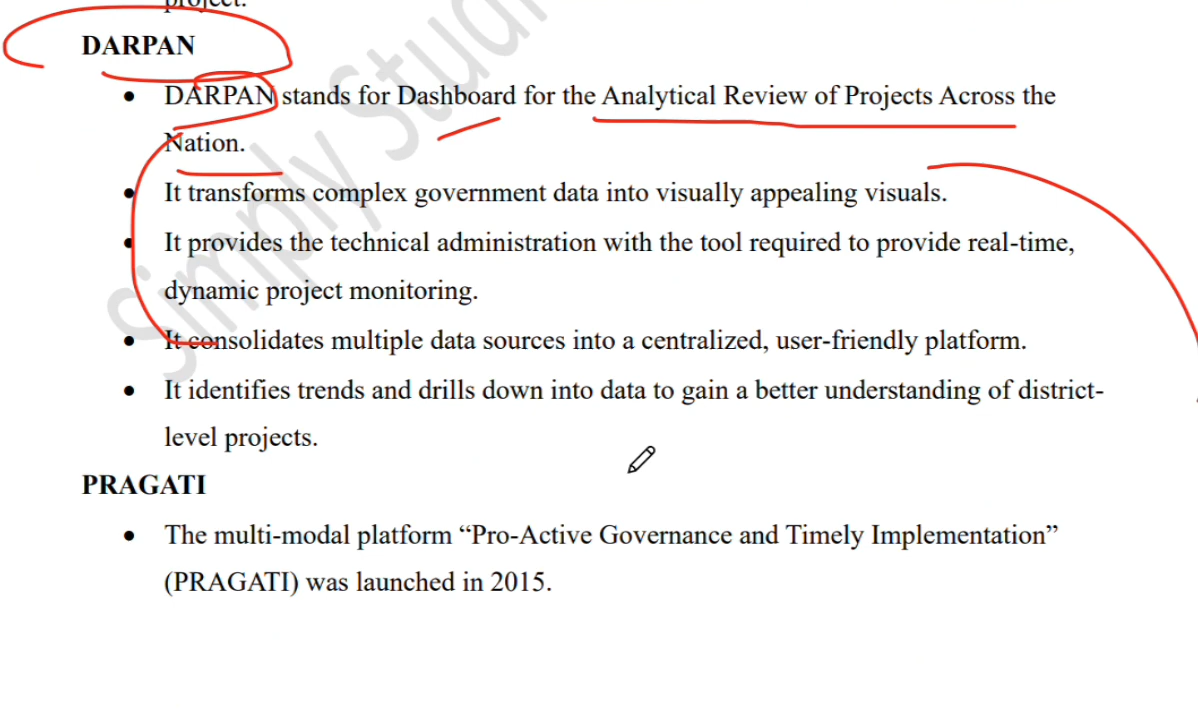 project.
DARPAN
• DARPAN stands for Dashboard for the Analytical Review of Projects Across the
Nation.
• It transforms complex government data into visually appealing visuals.
• It provides the technical administration with the tool required to provide real-time,
dynamic project monitoring.
• It consolidates multiple data sources into a centralized, user-friendly platform.
• It identifies trends and drills down into data to gain a better understanding of district-
level projects.
PRAGATI
• The multi-modal platform “Pro-Active Governance and Timely Implementation”
(PRAGATI) was launched in 2015.
Simply